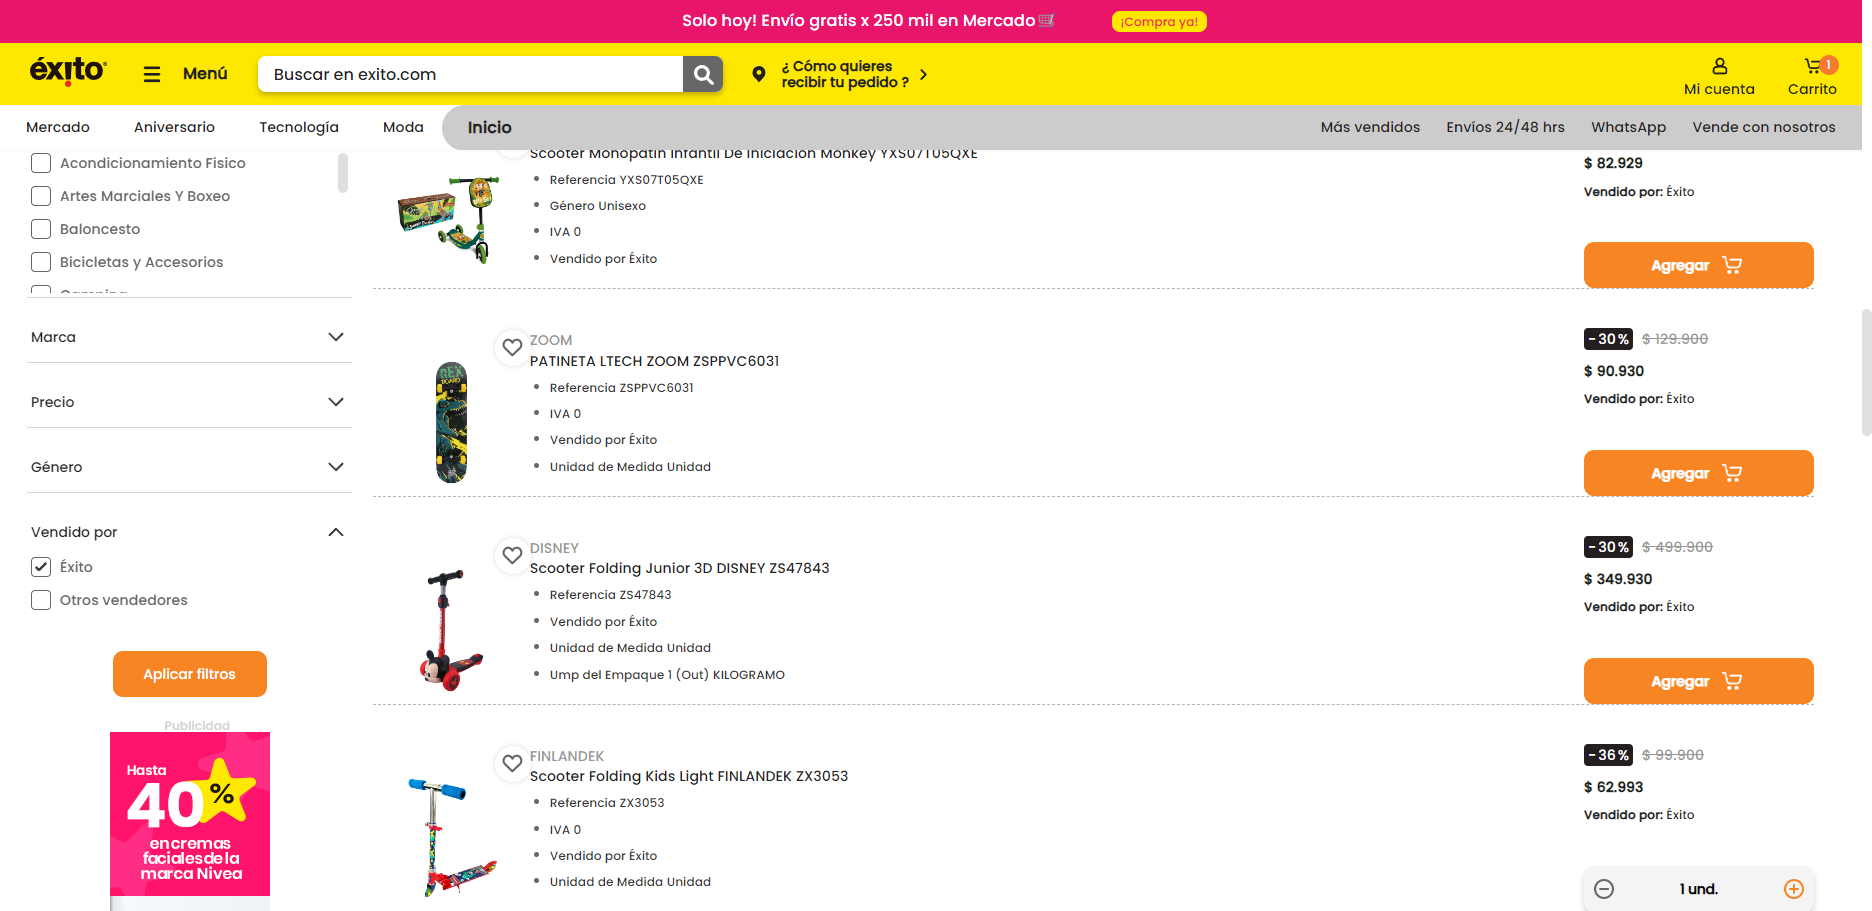 Solo hoy! Envío gratis x 250 mil en Mercado
¡Compra ya!
éxito
Menú
Buscar en exito.com
¿ Cómo quieres
recibir tu pedido ?
Mi cuenta
1
Carrito
Mercado
Aniversario
Tecnología
Moda
Inicio
Más vendidos
Envíos 24/48 hrs
WhatsApp
Vende con nosotros
Acondicionamiento Fisico
Artes Marciales Y Boxeo
Baloncesto
Bicicletas y Accesorios
Camping
Marca
Precio
Género
Vendido por
Éxito
Otros vendedores
Aplicar filtros
Publicidad
Hasta
40%
en cremas
faciales de la
marca Nivea
Scooter Monopatin Infantil De Iniciacion Monkey YXS07T05QXE
Referencia YXS07T05QXE
Género Unisexo
IVA 0
Vendido por Éxito
$ 82.929
Vendido por: Éxito
Agregar
ZOOM
PATINETA LTECH ZOOM ZSPPVC6031
Referencia ZSPPVC6031
IVA 0
Vendido por Éxito
Unidad de Medida Unidad
REX
BOARD
-30% $ 129.900
$ 90.930
Vendido por: Éxito
Agregar
DISNEY
Scooter Folding Junior 3D DISNEY ZS47843
Referencia ZS47843
Vendido por Éxito
Unidad de Medida Unidad
Ump del Empaque 1 (Out) KILOGRAMO
-30% $ 499.900
$ 349.930
Vendido por: Éxito
Agregar
FINLANDEK
Scooter Folding Kids Light FINLANDEK ZX3053
Referencia ZX3053
IVA 0
Vendido por Éxito
Unidad de Medida Unidad
-36% $ 99.900
$ 62.993
Vendido por: Éxito
1 und.